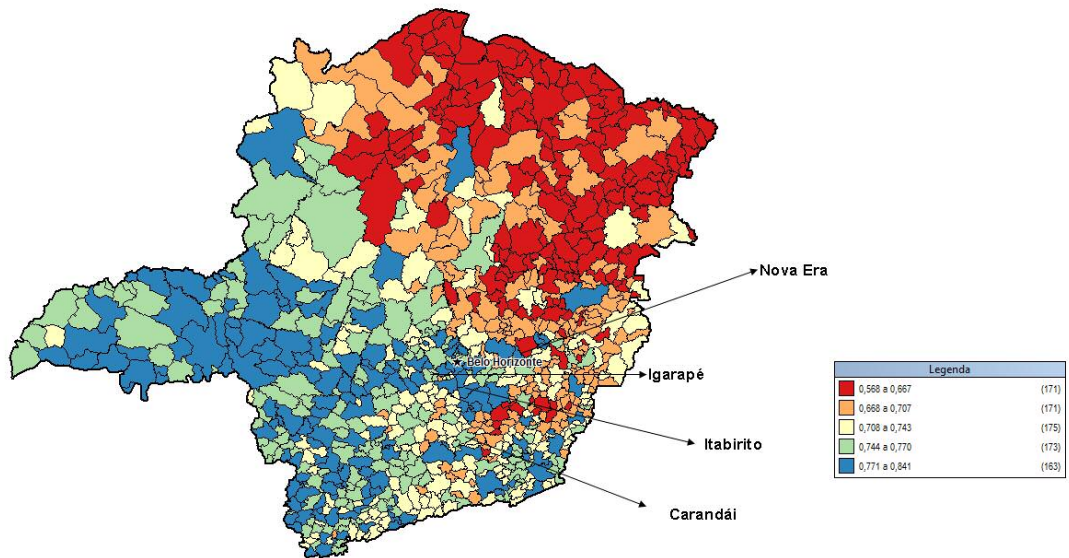 Nova Era
Belo Horizonte
Igarapé
Itabirito
Carandái
Legenda
0,568 a 0,667 (171)
0,668 a 0,707 (171)
0,708 a 0,743 (175)
0,744 a 0,770 (173)
0,771 a 0,841 (163)